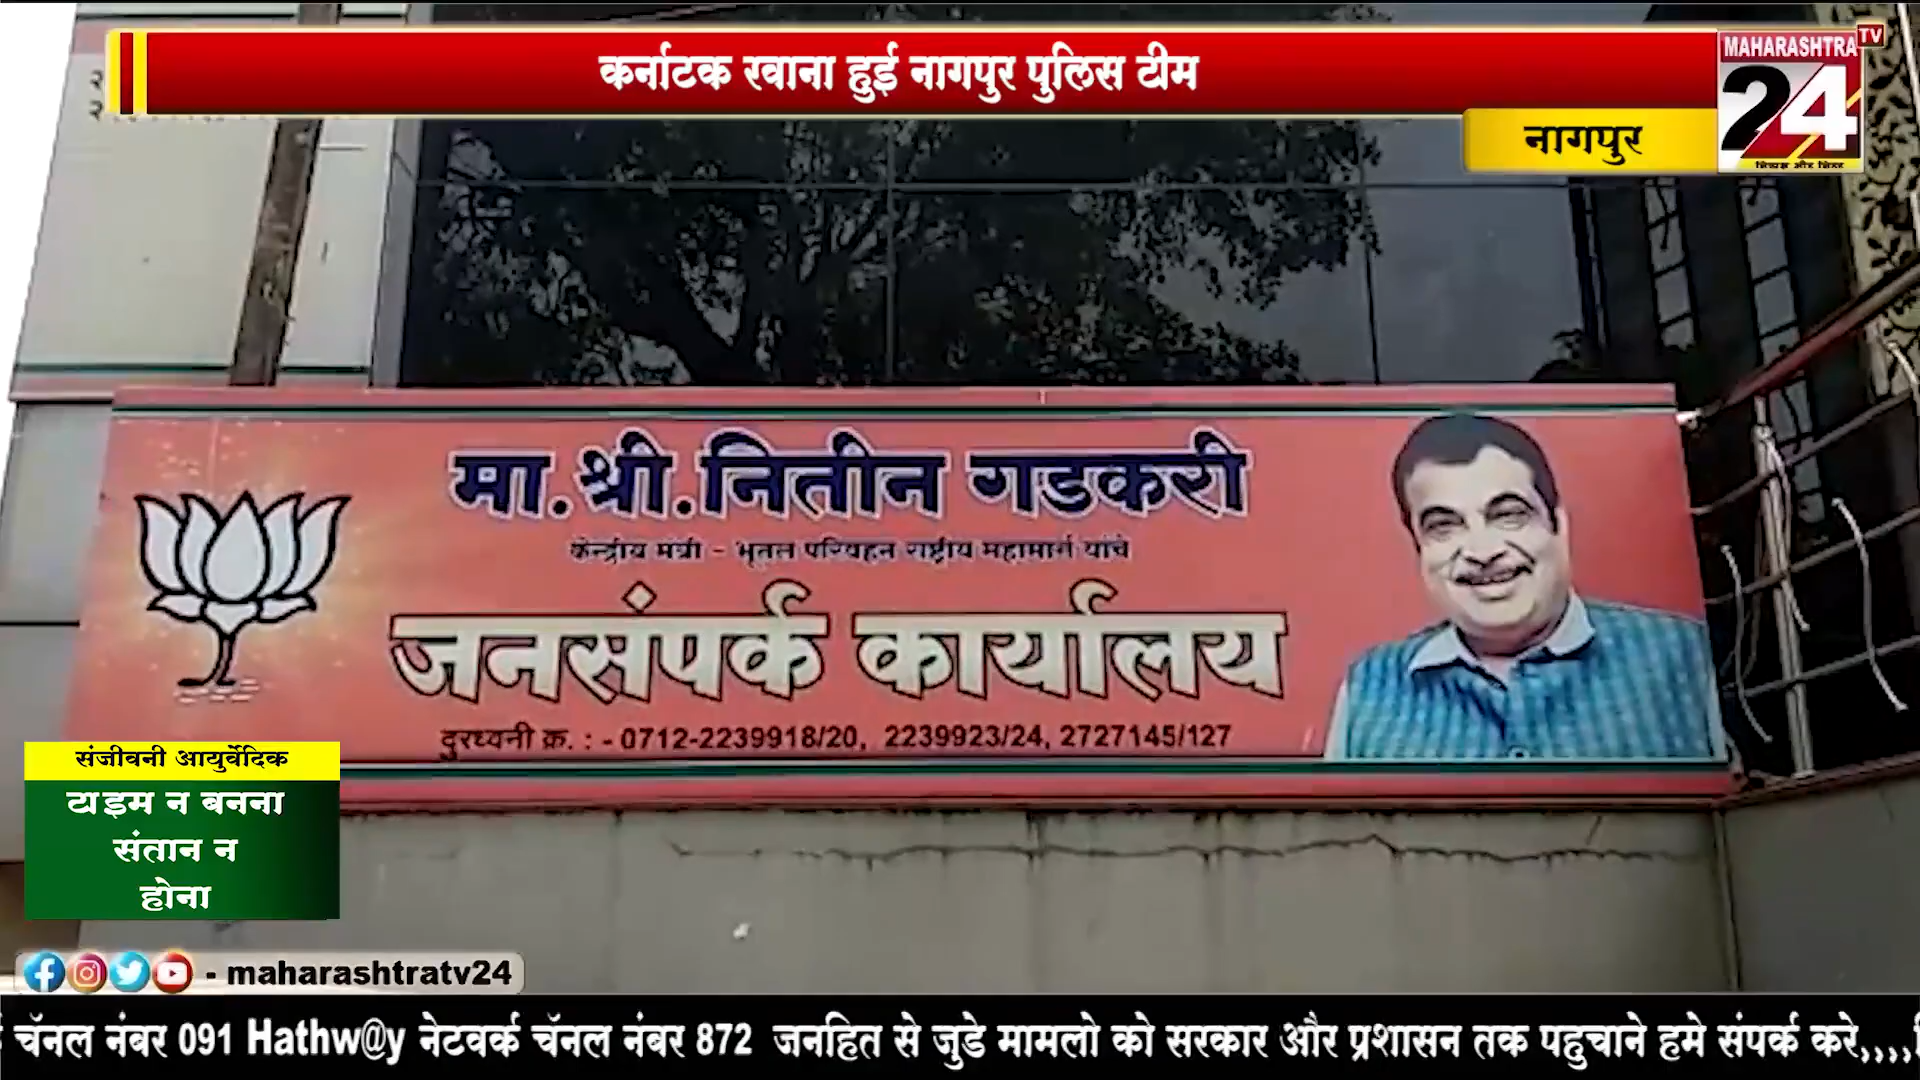 कर्नाटक रवाना हुई नागपुर पुलिस टीम
MAHARASHTRA TV
24
नागपुर
मा. श्री. नितीन गडकरी
केन्द्रीय मंत्री - भूतल परिवहन राष्ट्रीय महामार्ग यांचे
जनसंपर्क कार्यालय
दुरध्वनी क्र. : - 0712-2239918/20, 2239923/24, 2727145/127
संजीवनी आयुर्वेदिक
टाइम न बनना
संतान न
होना
- maharashtratv24
चॅनल नंबर 091 Hathw@y नेटवर्क चॅनल नंबर 872 जनहित से जुडे मामलो को सरकार और प्रशासन तक पहुचाने हमे संपर्क करे,,,,